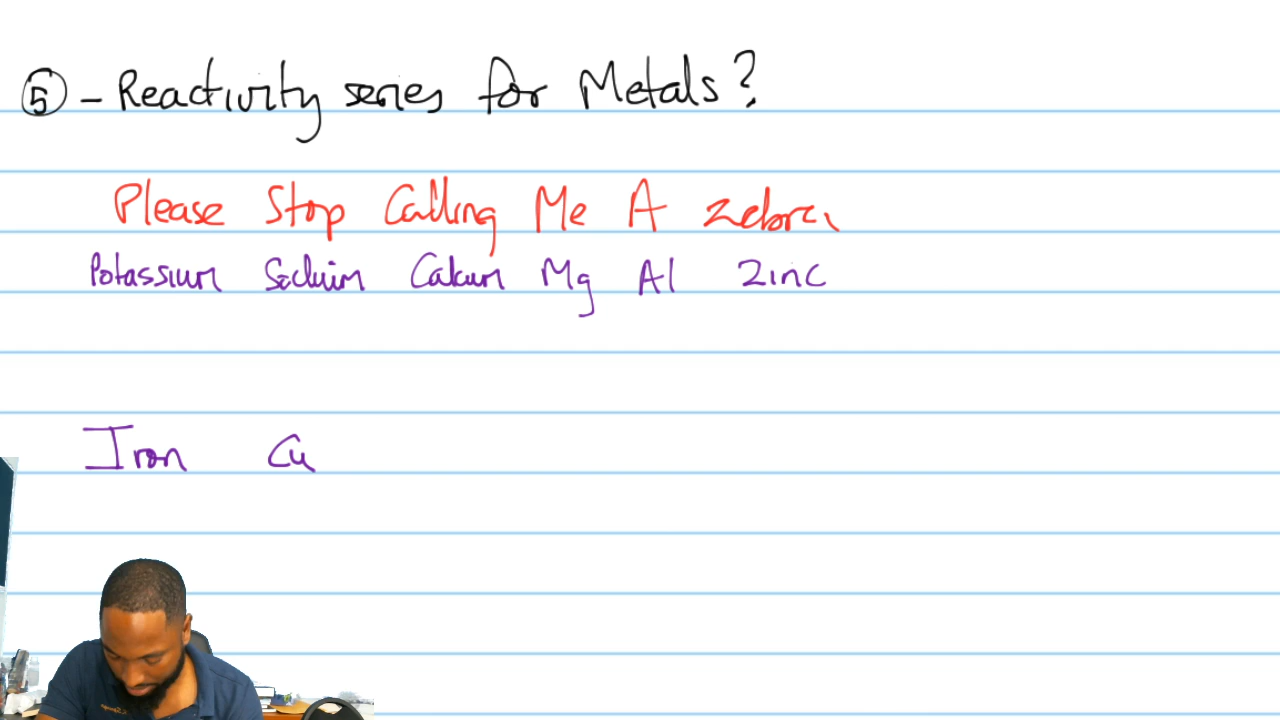 ⑤ - Reactivity series for Metals?
Please Stop Calling Me A Zebra
Potassium Sodium Calcium Mg Al Zinc
Iron Cu